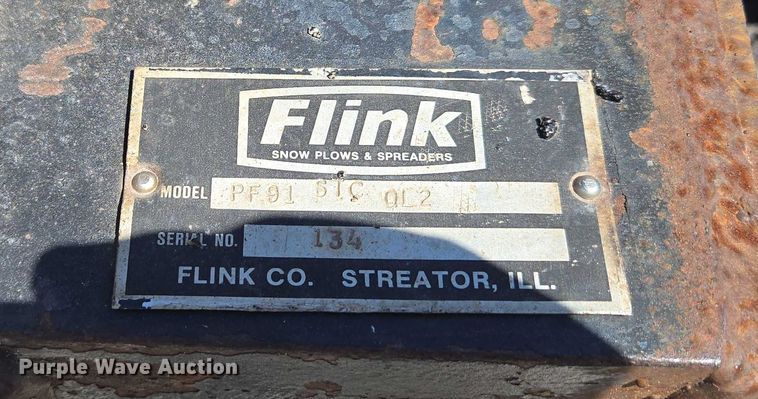 Flink
SNOW PLOWS & SPREADERS
MODEL PF91 STC QL2
SERIAL NO. 134
FLINK CO. STREATOR, ILL.
Purple Wave Auction